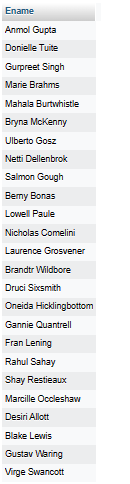 Ename
Anmol Gupta
Donielle Tuite
Gurpreet Singh
Marie Brahms
Mahala Burtwhistle
Bryna McKenny
Ulberto Gosz
Netti Dellenbrok
Salmon Gough
Berny Bonas
Lowell Paule
Nicholas Comelini
Laurence Grosvener
Brandtr Wildbore
Druci Sixsmith
Oneida Hicklingbottom
Gannie Quantrell
Fran Lening
Rahul Sahay
Shay Restieaux
Marcille Occleshaw
Desiri Allott
Blake Lewis
Gustav Waring
Virge Swancott